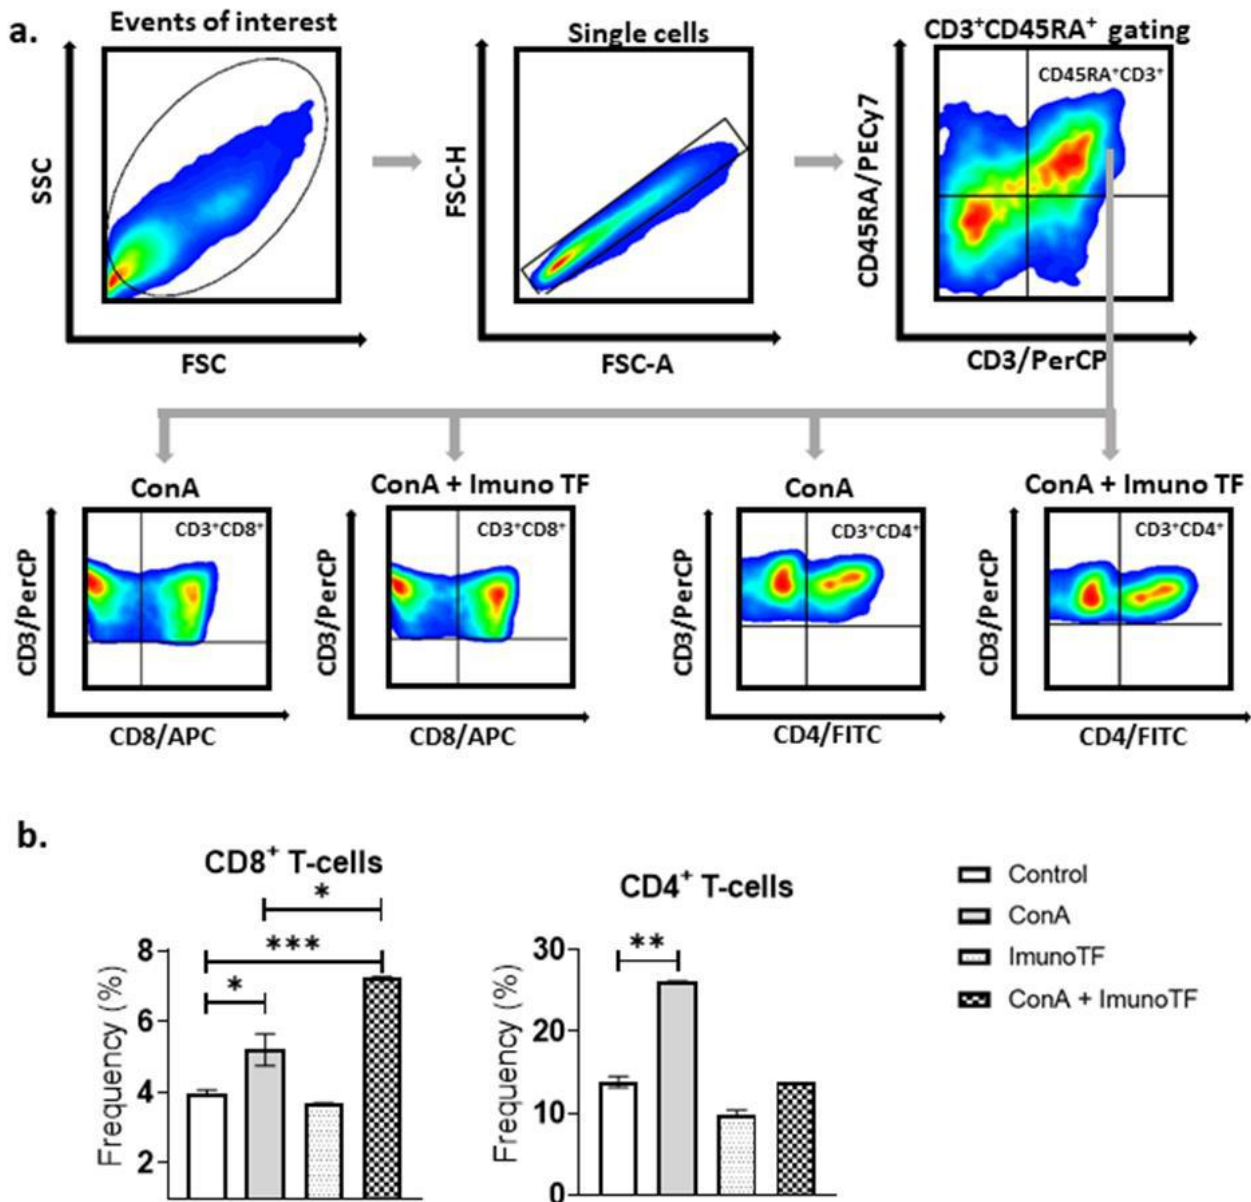 a.
Events of interest
Single cells
CD3⁺CD45RA⁺ gating
CD45RA⁺CD3⁺
SSC
FSC-H
CD45RA/PECy7
FSC
FSC-A
CD3/PerCP
ConA
ConA + Imuno TF
ConA
ConA + Imuno TF
CD3⁺CD8⁺
CD3⁺CD8⁺
CD3⁺CD4⁺
CD3⁺CD4⁺
CD3/PerCP
CD3/PerCP
CD3/PerCP
CD3/PerCP
CD8/APC
CD8/APC
CD4/FITC
CD4/FITC
b.
CD8⁺ T-cells
*
***
*
Frequency (%)
8
6
4
2
CD4⁺ T-cells
**
Frequency (%)
30
20
10
0
Control
ConA
ImunoTF
ConA + ImunoTF